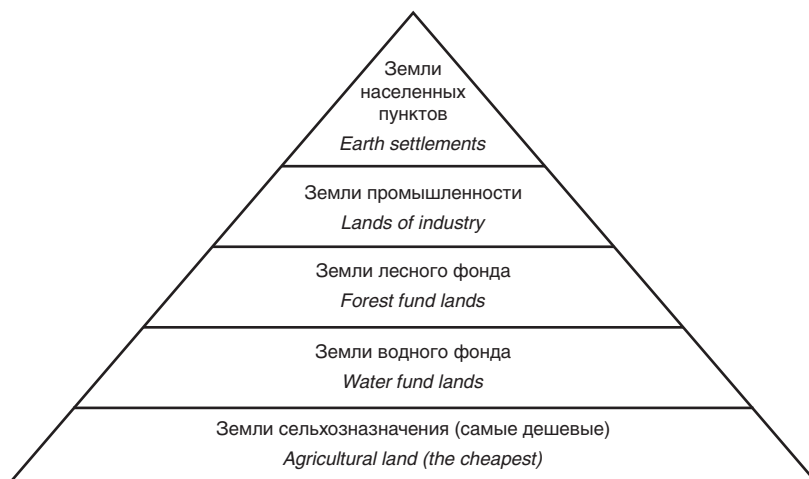 Земли
населенных
пунктов
Earth settlements
Земли промышленности
Lands of industry
Земли лесного фонда
Forest fund lands
Земли водного фонда
Water fund lands
Земли сельхозназначения (самые дешевые)
Agricultural land (the cheapest)